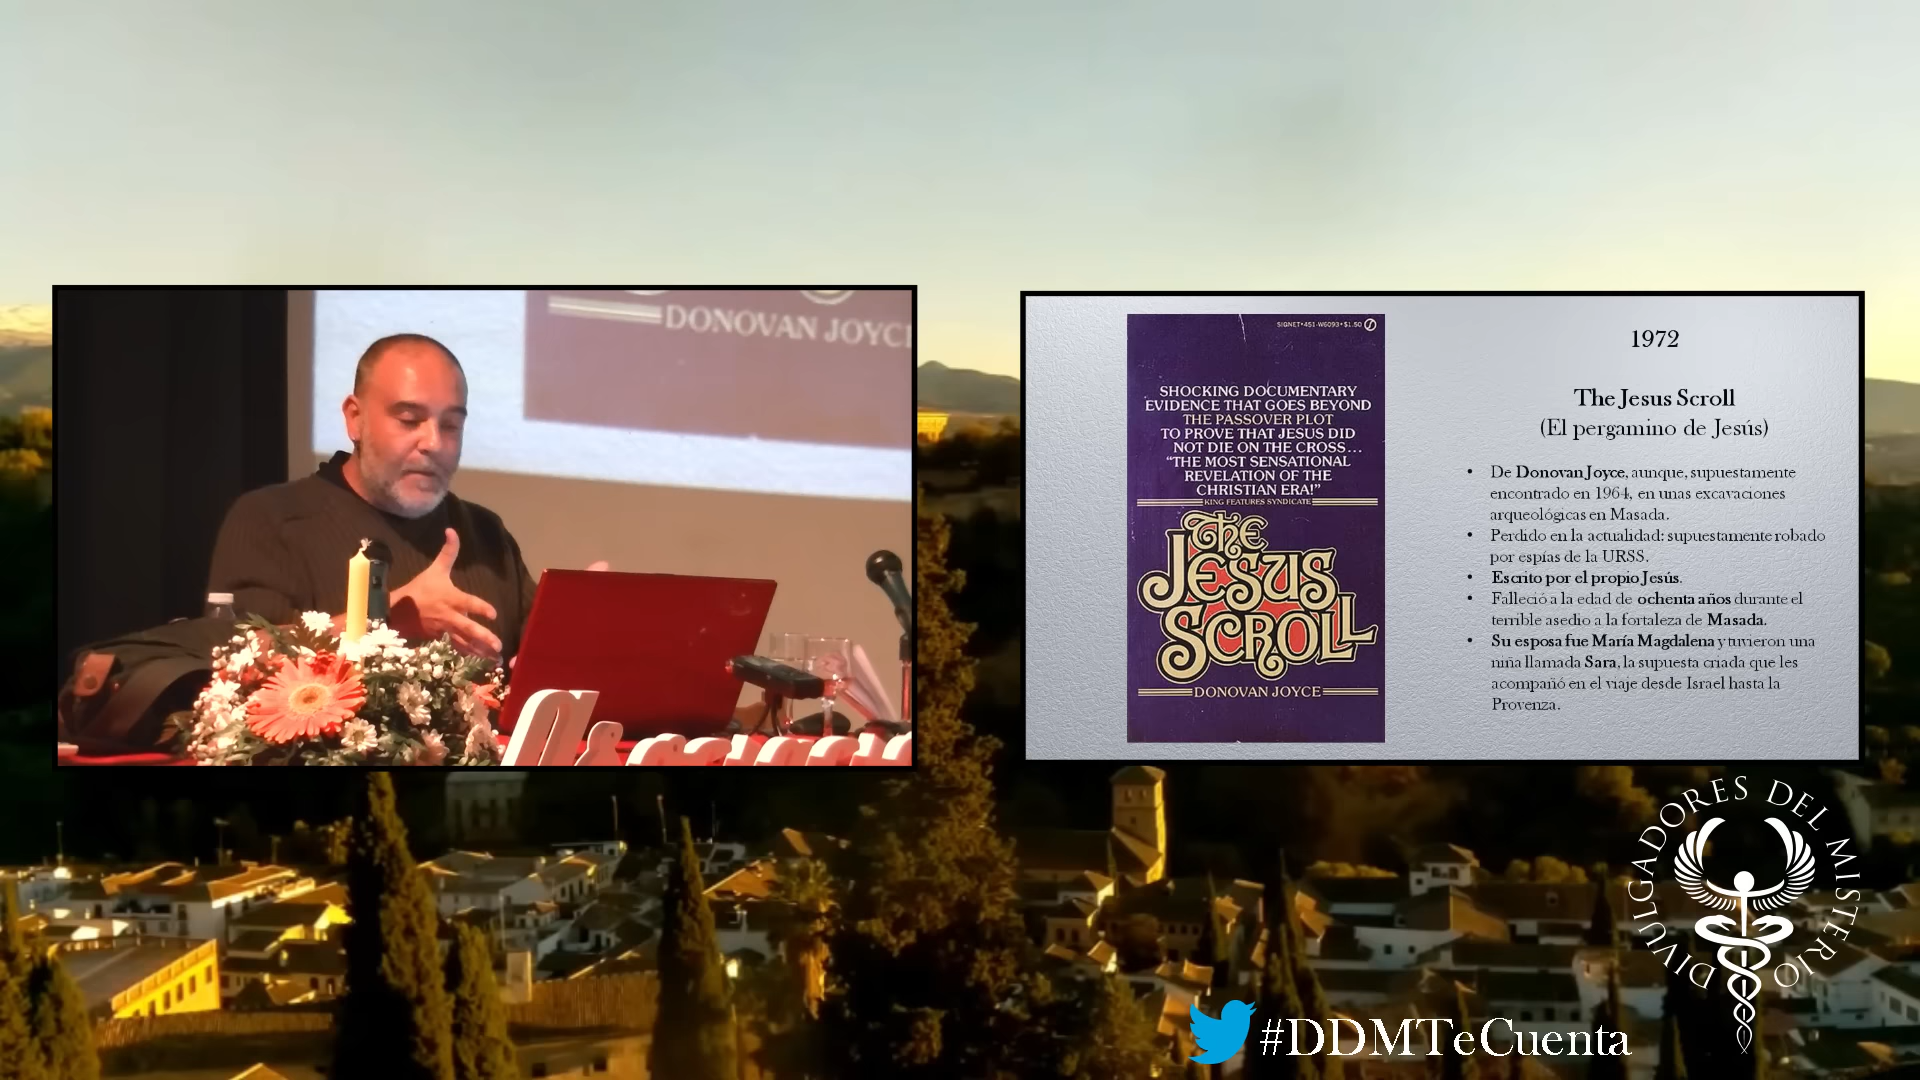 DONOVAN JOYC
SIGNET•451-W6093•$1.50
SHOCKING DOCUMENTARY
EVIDENCE THAT GOES BEYOND
THE PASSOVER PLOT
TO PROVE THAT JESUS DID
NOT DIE ON THE CROSS...
"THE MOST SENSATIONAL
REVELATION OF THE
CHRISTIAN ERA!"
KING FEATURES SYNDICATE
THE
JESUS
SCROLL
DONOVAN JOYCE
1972
The Jesus Scroll
(El pergamino de Jesús)
• De Donovan Joyce, aunque, supuestamente
encontrado en 1964, en unas excavaciones
arqueológicas en Masada.
• Perdido en la actualidad: supuestamente robado
por espías de la URSS.
• Escrito por el propio Jesús.
• Falleció a la edad de ochenta años durante el
terrible asedio a la fortaleza de Masada.
• Su esposa fue María Magdalena y tuvieron una
niña llamada Sara, la supuesta criada que les
acompañó en el viaje desde Israel hasta la
Provenza.
DIVULGADORES DEL MISTERIO
#DDMTeCuenta